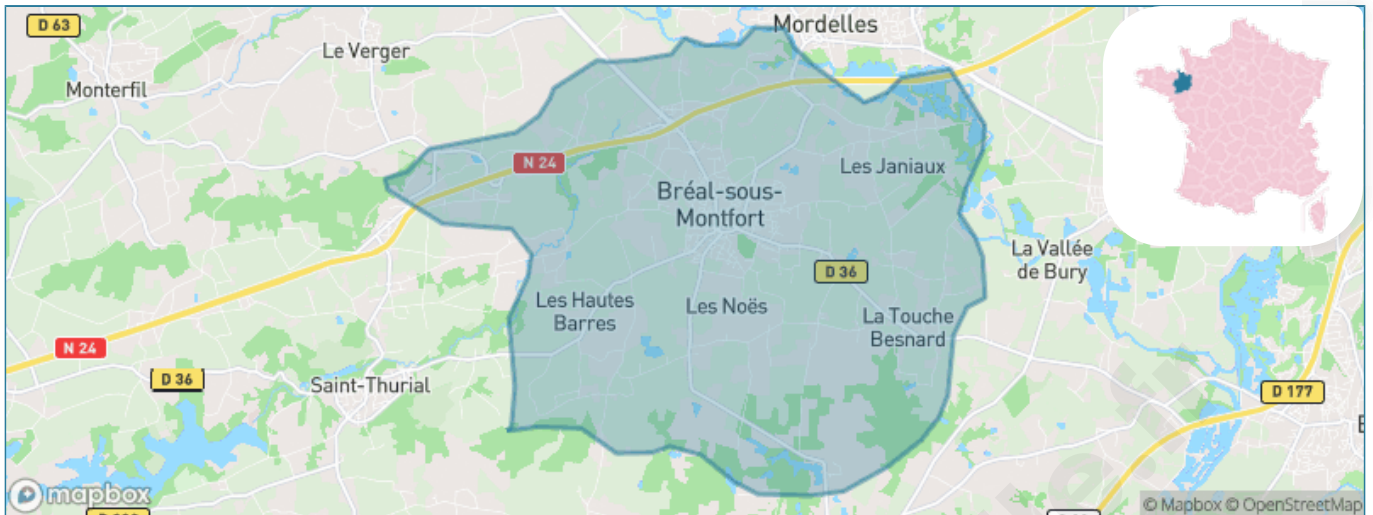 D 63
Mordelles
Le Verger
Monterfil
N 24
Les Janiaux
Bréal-sous-
Montfort
La Vallée
de Bury
D 36
Les Hautes
Barres
Les Noës
La Touche
Besnard
N 24
D 36
Saint-Thurial
D 177
mapbox
© Mapbox © OpenStreetMap